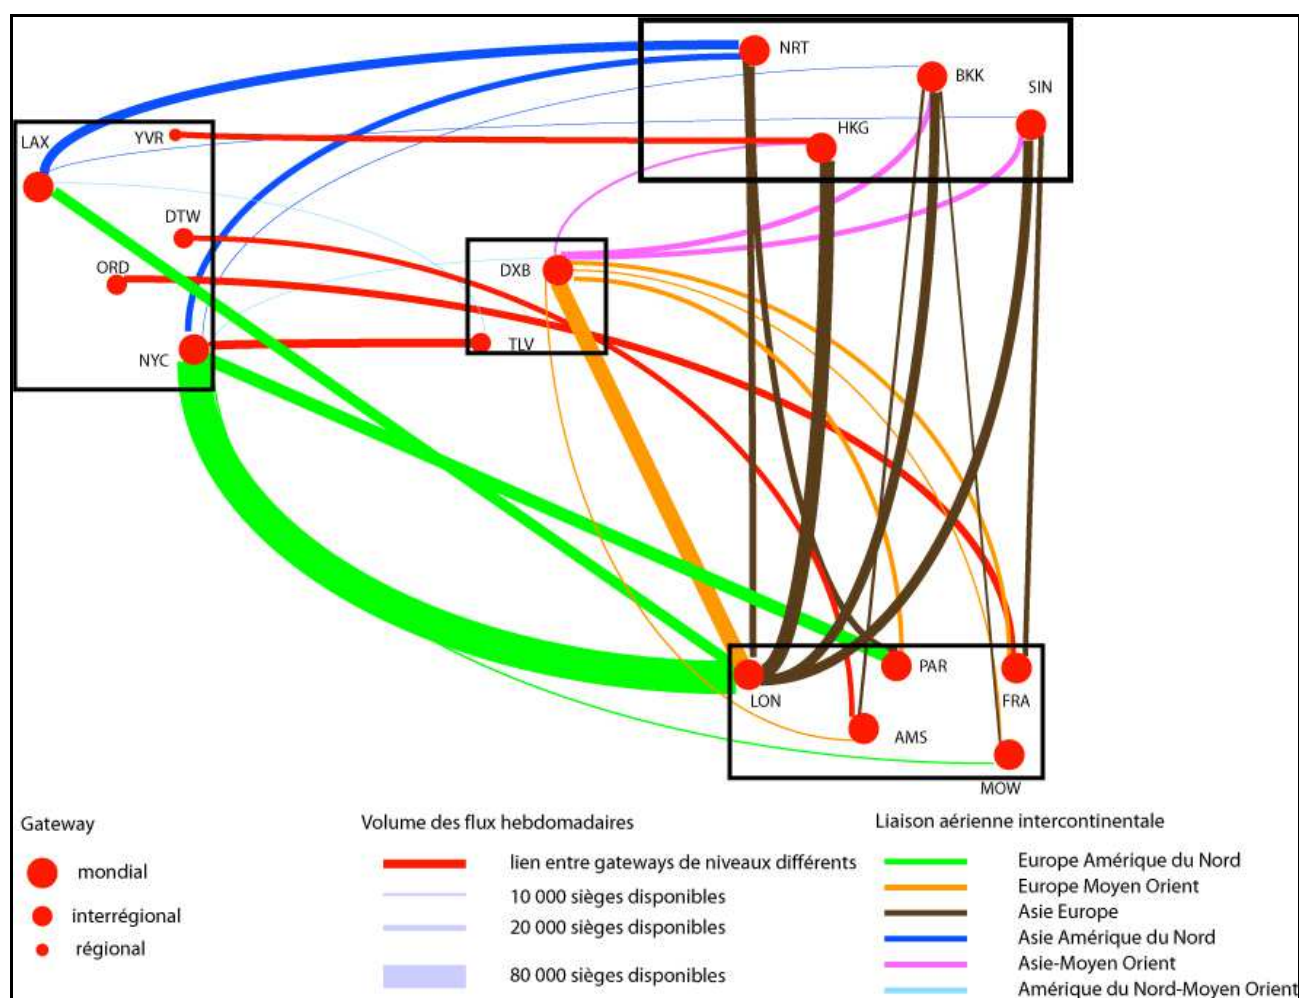 NRT
BKK
SIN
HKG
LAX
YVR
DTW
ORD
DXB
NYC
TLV
PAR
LON
FRA
AMS
MOW
Gateway
mondial
interrégional
régional
Volume des flux hebdomadaires
lien entre gateways de niveaux différents
10 000 sièges disponibles
20 000 sièges disponibles
80 000 sièges disponibles
Liaison aérienne intercontinentale
Europe Amérique du Nord
Europe Moyen Orient
Asie Europe
Asie Amérique du Nord
Asie-Moyen Orient
Amérique du Nord-Moyen Orient